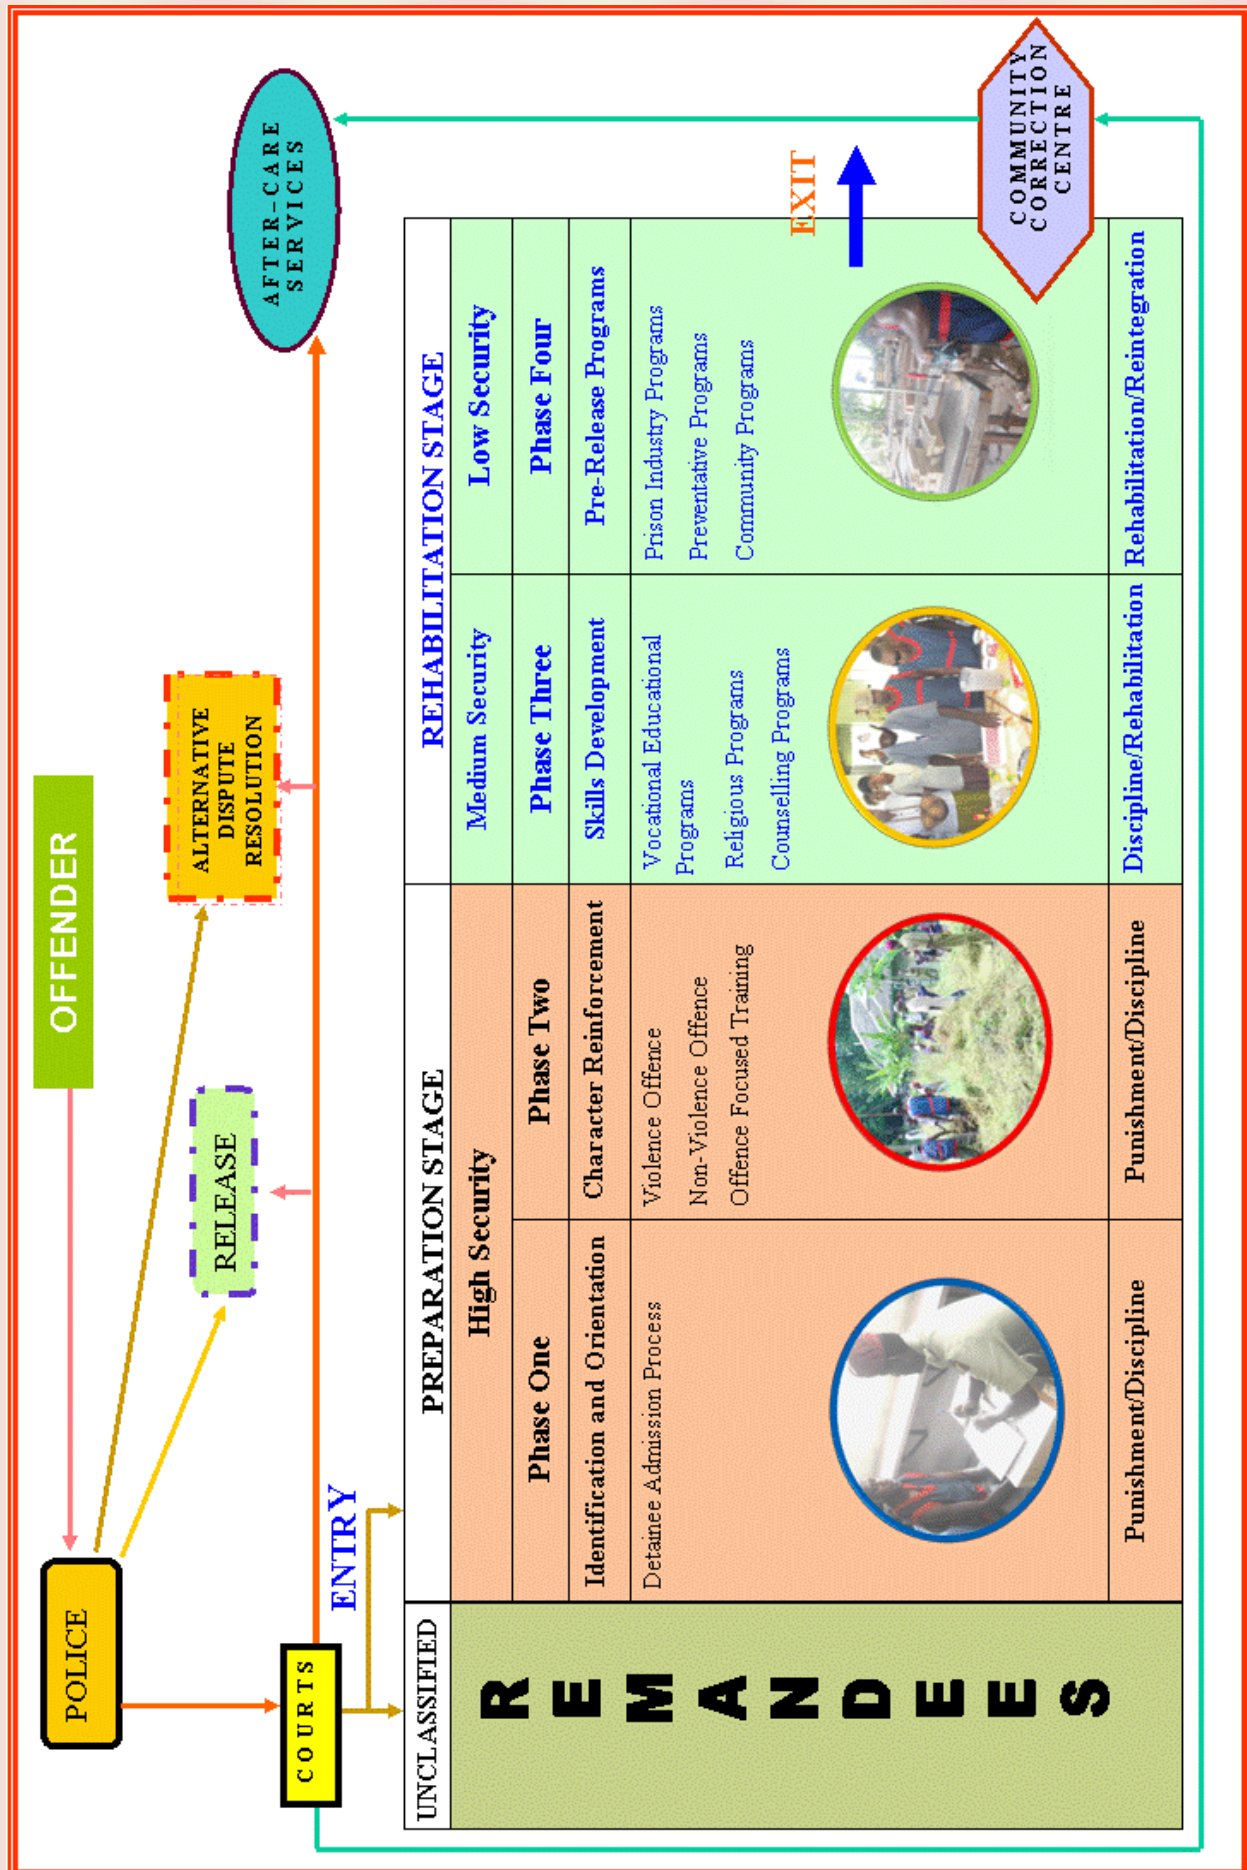 OFFENDER
POLICE
RELEASE
ALTERNATIVE
DISPUTE
RESOLUTION
COURTS
AFTER-CARE
SERVICES
ENTRY
UNCLASSIFIED
PREPARATION STAGE
REHABILITATION STAGE
High Security
Medium Security
Low Security
Phase One
Phase Two
Phase Three
Phase Four
Identification and Orientation
Character Reinforcement
Skills Development
Pre-Release Programs
Detainee Admission Process
Violence Offence
Non-Violence Offence
Offence Focused Training
Vocational Educational
Programs
Religious Programs
Counselling Programs
Prison Industry Programs
Preventative Programs
Community Programs
REMANDEES
EXIT
Punishment/Discipline
Punishment/Discipline
Discipline/Rehabilitation
Rehabilitation/Reintegration
COMMUNITY
CORRECTION
CENTRE